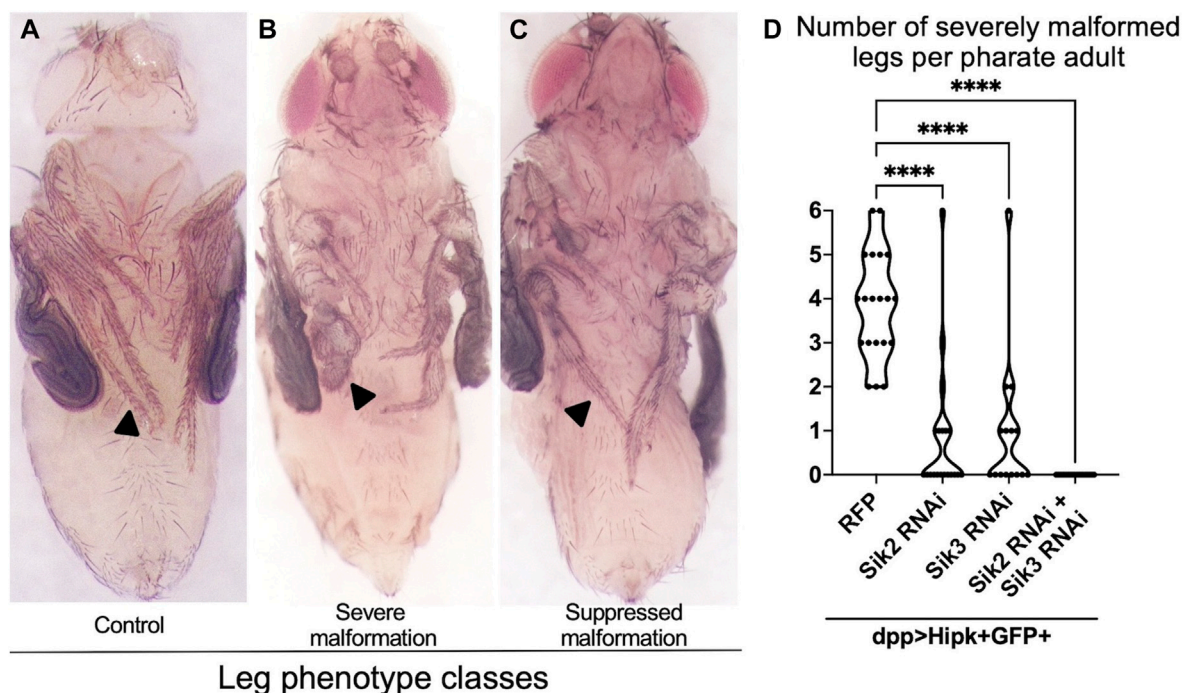 A
B
C
Control
Severe
malformation
Suppressed
malformation
Leg phenotype classes
D
Number of severely malformed
legs per pharate adult
****
****
****
6
5
4
3
2
1
0
RFP
Sik2 RNAi
Sik3 RNAi
Sik2 RNAi +
Sik3 RNAi
dpp>Hipk+GFP+